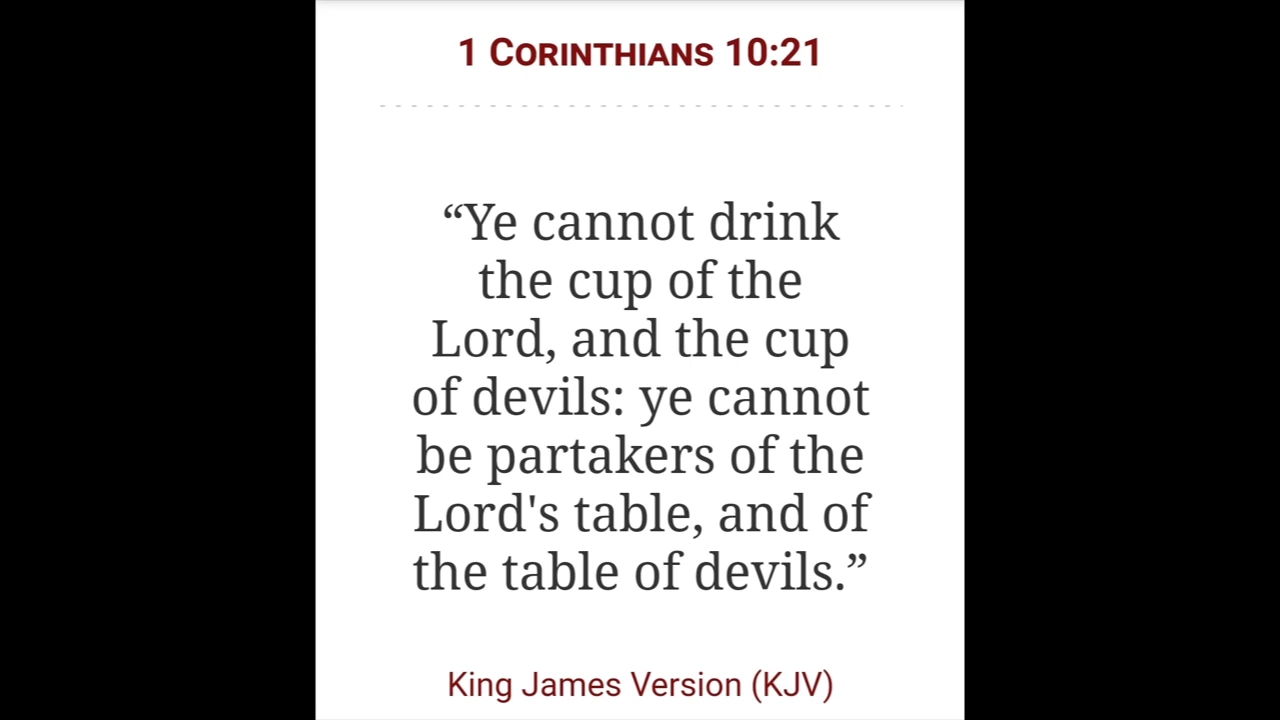 1 Corinthians 10:21
“Ye cannot drink
the cup of the
Lord, and the cup
of devils: ye cannot
be partakers of the
Lord's table, and of
the table of devils.”
King James Version (KJV)